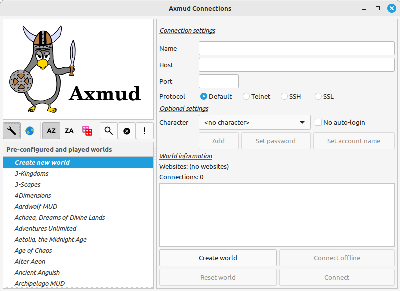 Axmud Connections
Axmud
AZ ZA !
Pre-configured and played worlds
Create new world
3-Kingdoms
3-Scapes
4Dimensions
Aardwolf MUD
Achaea, Dreams of Divine Lands
Adventures Unlimited
Aetolia, the Midnight Age
Age of Chaos
Alter Aeon
Ancient Anguish
Archipelago MUD
Connection settings
Name
Host
Port
Protocol Default Telnet SSH SSL
Optional settings
Character <no character> No auto-login
Add Set password Set account name
World information
Websites: (no websites)
Connections: 0
Create world Connect offline
Reset world Connect